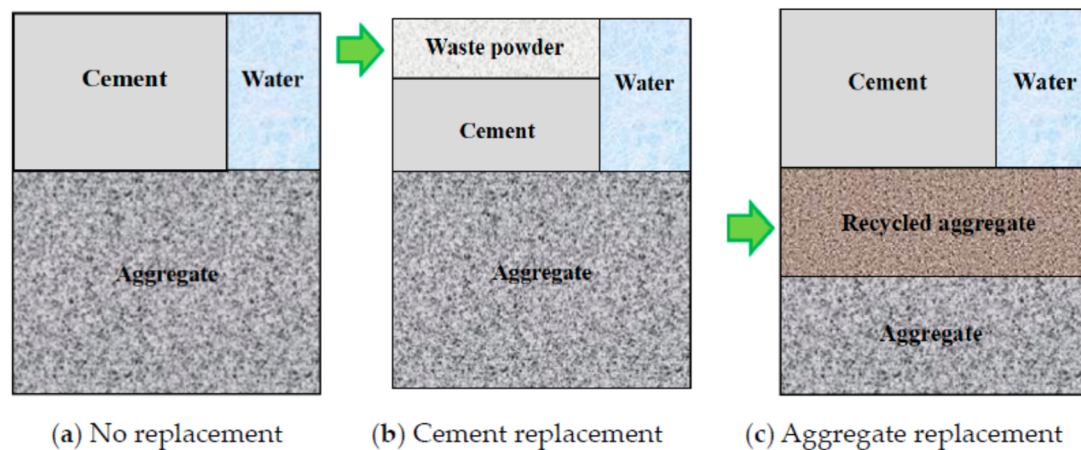 Cement
Water
Aggregate
(a) No replacement
Waste powder
Cement
Water
Aggregate
(b) Cement replacement
Cement
Water
Recycled aggregate
Aggregate
(c) Aggregate replacement